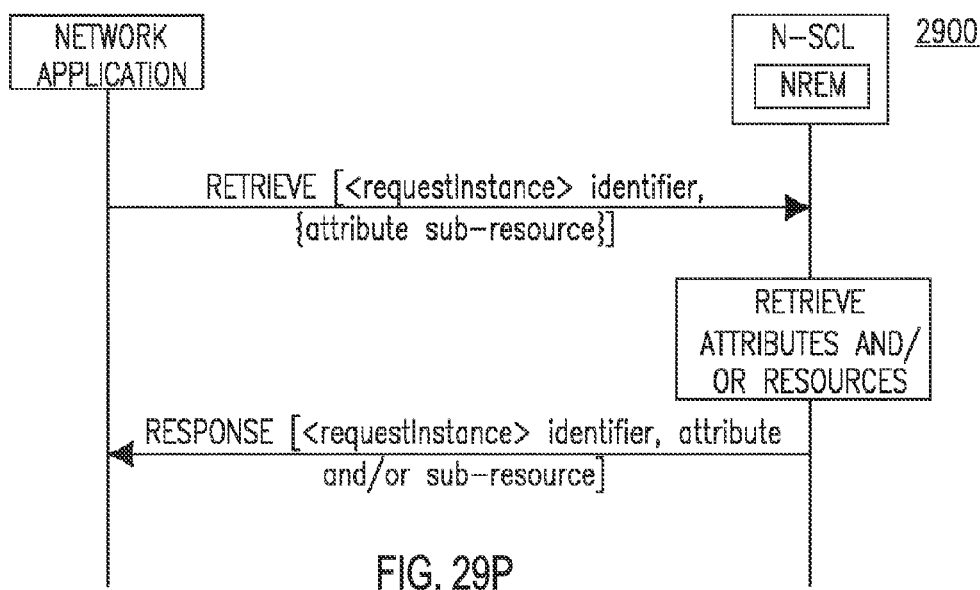 NETWORK
APPLICATION
N-SCL
NREM
2900
RETRIEVE [<requestInstance> identifier,
{attribute sub-resource}]
RETRIEVE
ATTRIBUTES AND/
OR RESOURCES
RESPONSE [<requestInstance> identifier, attribute
and/or sub-resource]
FIG. 29P